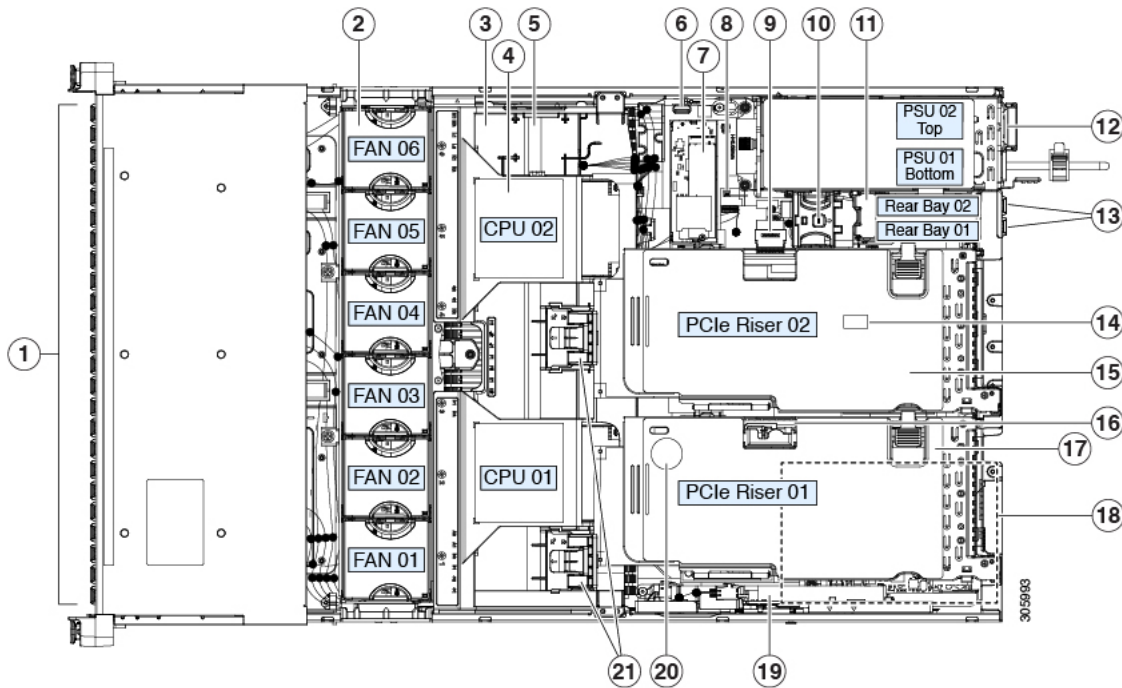 2
3
4
5
6
7
8
9
10
11
PSU 02
Top
12
FAN 06
PSU 01
Bottom
Rear Bay 02
13
CPU 02
Rear Bay 01
FAN 05
FAN 04
PCIe Riser 02
14
1
15
FAN 03
16
17
CPU 01
FAN 02
PCIe Riser 01
18
FAN 01
305993
21
20
19